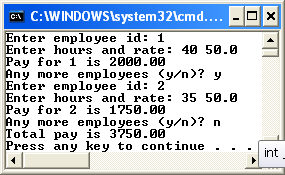 C:\WINDOWS\system32\cmd....
Enter employee id: 1
Enter hours and rate: 40 50.0
Pay for 1 is 2000.00
Any more employees (y/n)? y
Enter employee id: 2
Enter hours and rate: 35 50.0
Pay for 2 is 1750.00
Any more employees (y/n)? n
Total pay is 3750.00
Press any key to continue . . .
int